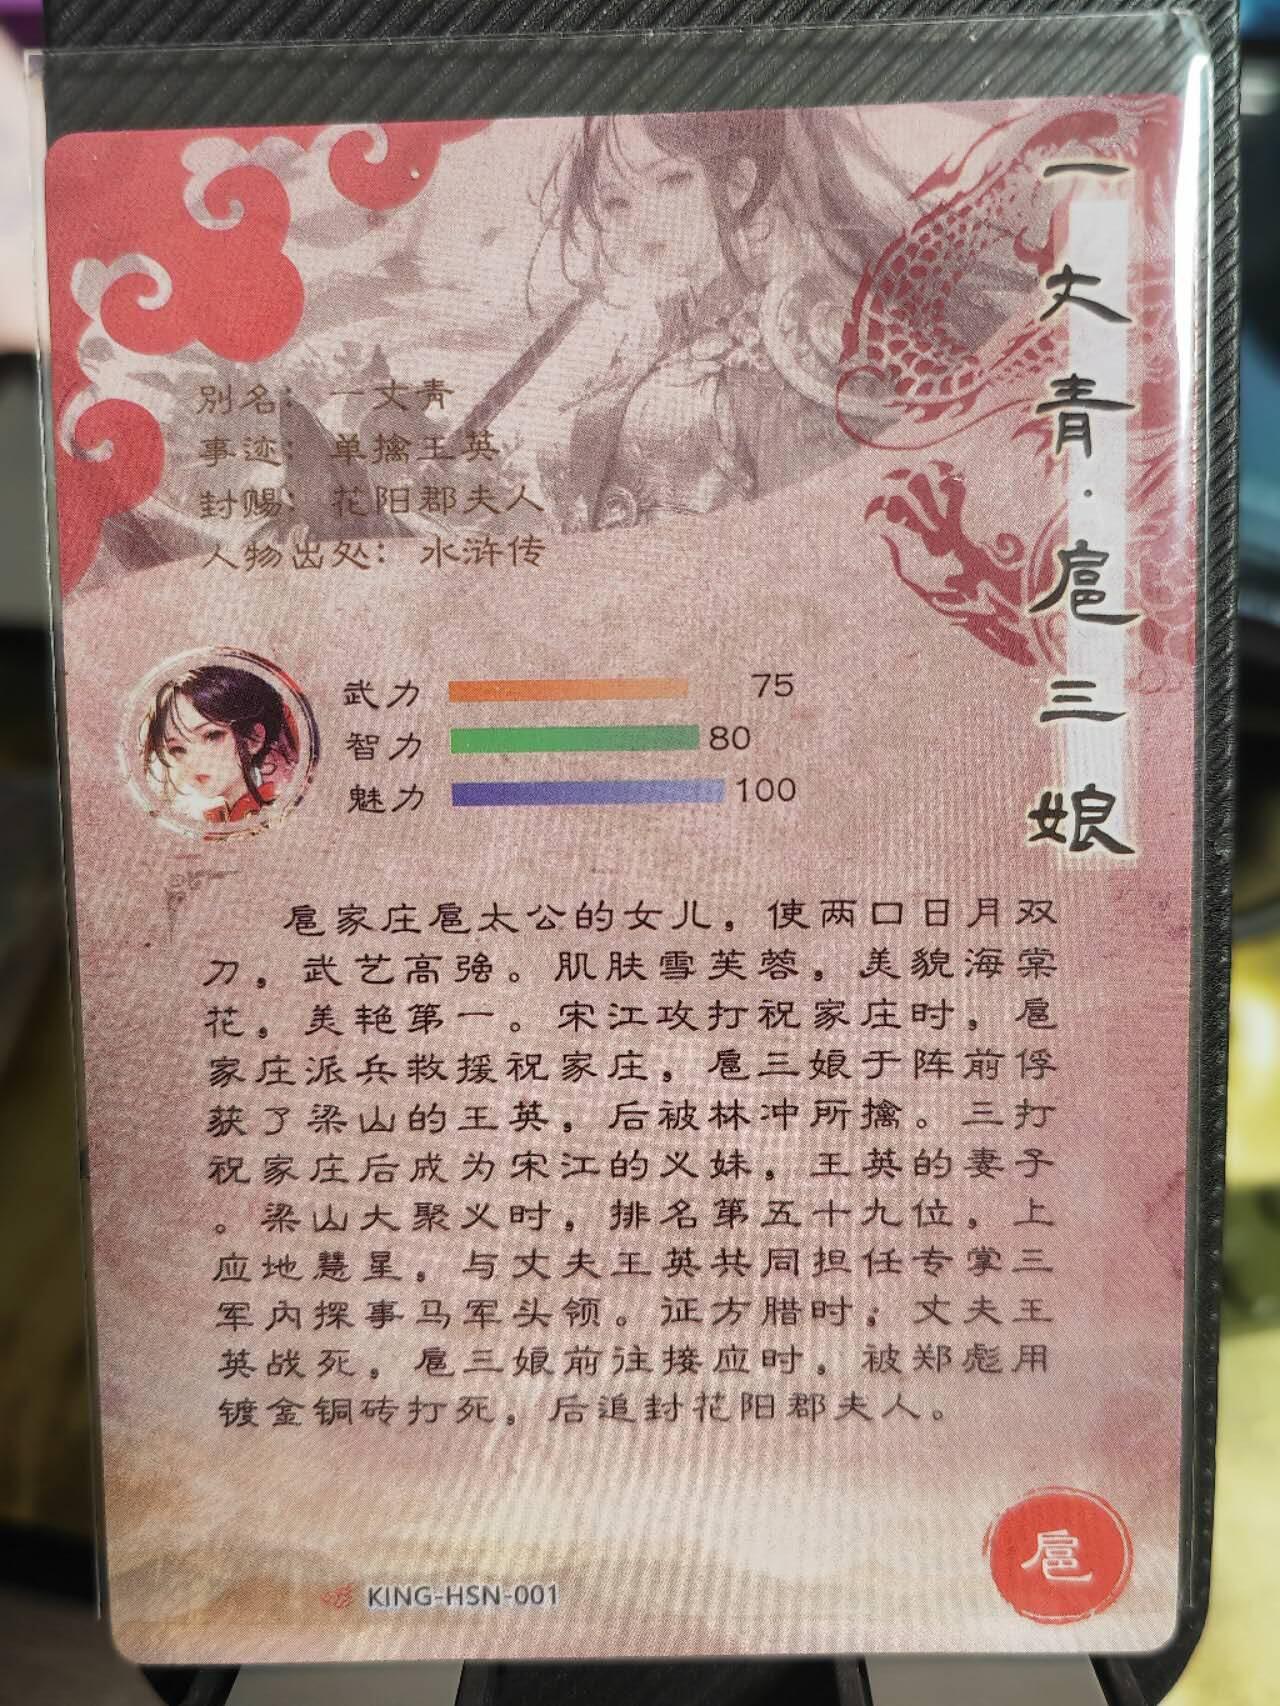 一丈青·扈三娘
别名：一丈青
事迹：单擒王英
封赐：花阳郡夫人
人物出处：水浒传
武力 75
智力 80
魅力 100
扈家庄扈太公的女儿，使两口日月双
刀，武艺高强。肌肤雪芙蓉，美貌海棠
花，美艳第一。宋江攻打祝家庄时，扈
家庄派兵救援祝家庄，扈三娘于阵前俘
获了梁山的王英，后被林冲所擒。三打
祝家庄后成为宋江的义妹，王英的妻子
。梁山大聚义时，排名第五十九位，上
应地慧星，与丈夫王英共同担任专掌三
军内探事马军头领。证方腊时，丈夫王
英战死，扈三娘前往接应时，被郑彪用
镀金铜砖打死，后追封花阳郡夫人。
KING-HSN-001
扈